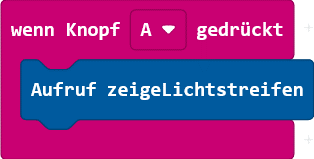 wenn Knopf A gedrückt
Aufruf zeigeLichtstreifen